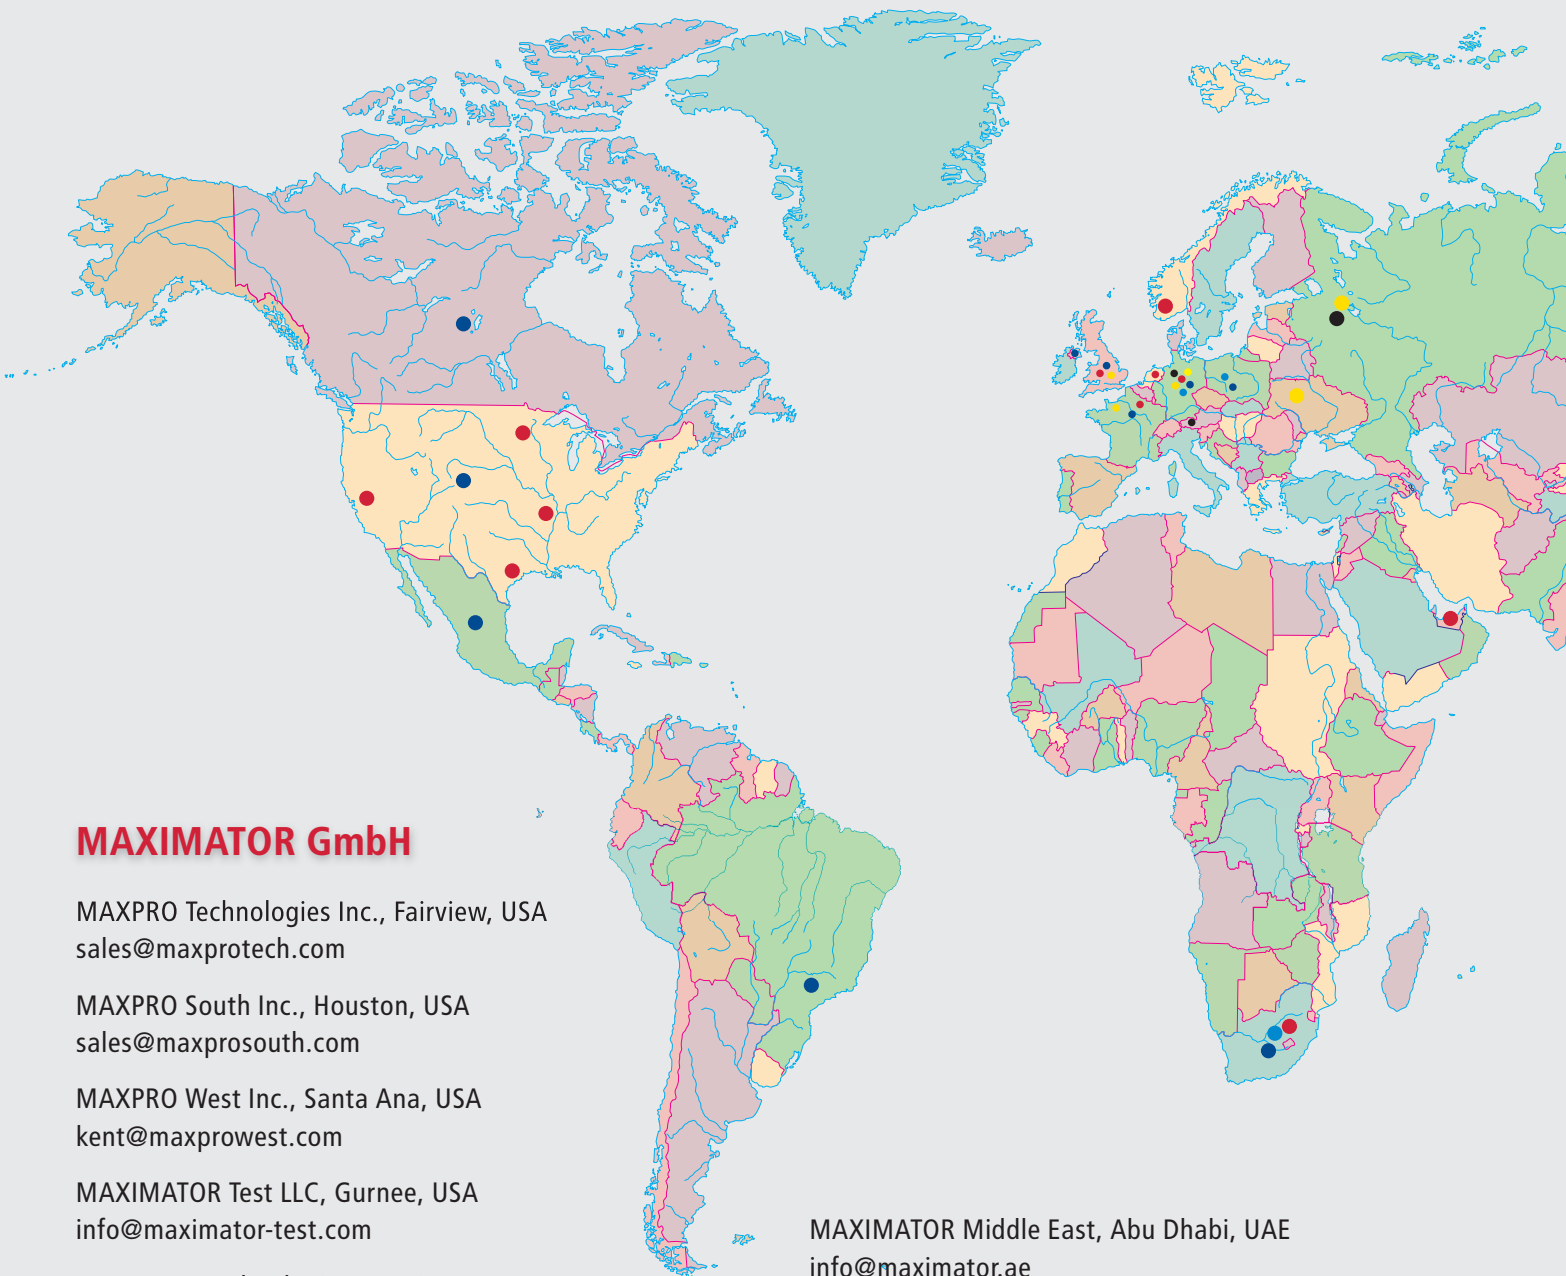 MAXIMATOR GmbH
MAXPRO Technologies Inc., Fairview, USA
sales@maxprotech.com
MAXPRO South Inc., Houston, USA
sales@maxprosouth.com
MAXPRO West Inc., Santa Ana, USA
kent@maxprowest.com
MAXIMATOR Test LLC, Gurnee, USA
info@maximator-test.com
MAXIMATOR Middle East, Abu Dhabi, UAE
info@maximator.ae